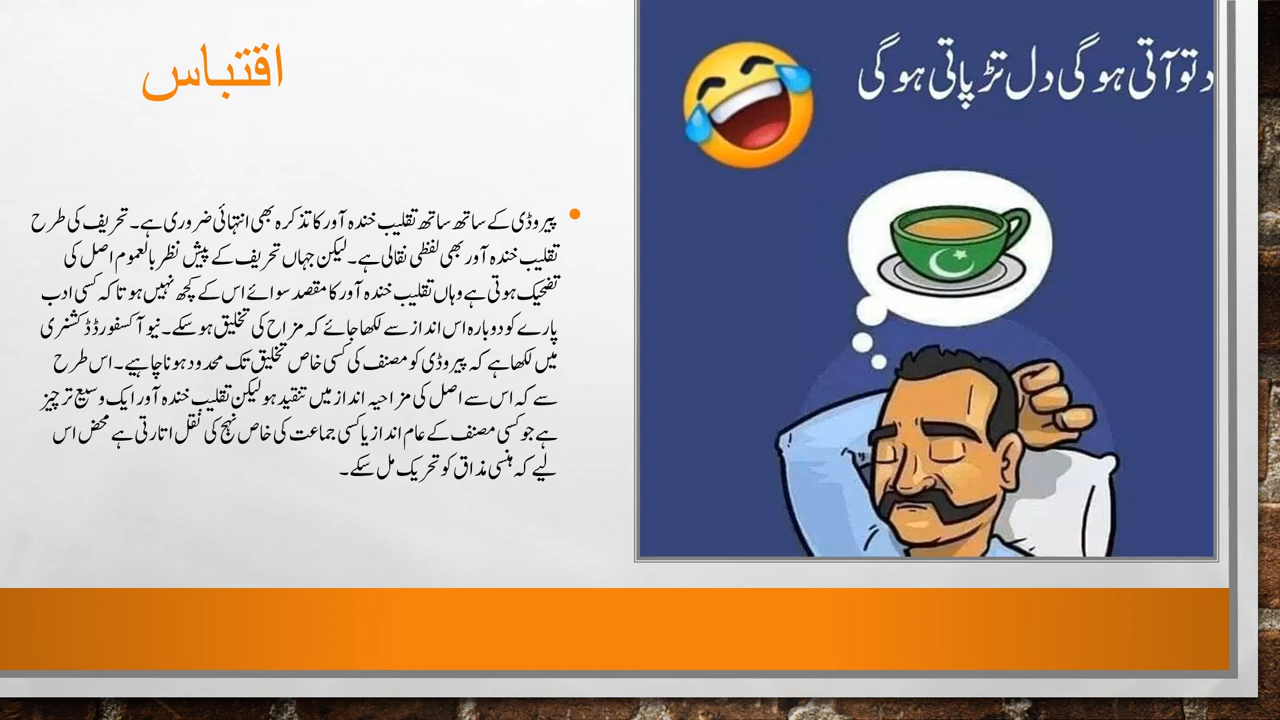 اقتباس
د تو آتی ہو گی دل تڑپاتی ہو گی
پیروڈی کے ساتھ ساتھ تقلیب خندہ آور کا تذکرہ بھی انتہائی ضروری ہے۔ تحریف کی طرح
تقلیب خندہ آور بھی لفظی نقالی ہے۔ لیکن جہاں تحریف کے پیش نظر بالعموم اصل کی
تضحیک ہوتی ہے وہاں تقلیب خندہ آور کا مقصد سوائے اس کے کچھ نہیں ہوتا کہ کسی ادب
پارے کو دوبارہ اس انداز سے لکھا جائے کہ مزاح کی تخلیق ہو سکے۔ نیو آکسفورڈ ڈکشنری
میں لکھا ہے کہ پیروڈی کو مصنف کی کسی خاص تخلیق تک محدود ہونا چاہیے۔ اس طرح
سے کہ اس سے اصل کی مزاحیہ انداز میں تنقید ہو لیکن تقلیب خندہ آور ایک وسیع تر چیز
ہے جو کسی مصنف کے عام انداز یا کسی جماعت کی خاص نہج کی نقل اتارتی ہے محض اس
لیے کہ ہنسی مذاق کو تحریک مل سکے۔